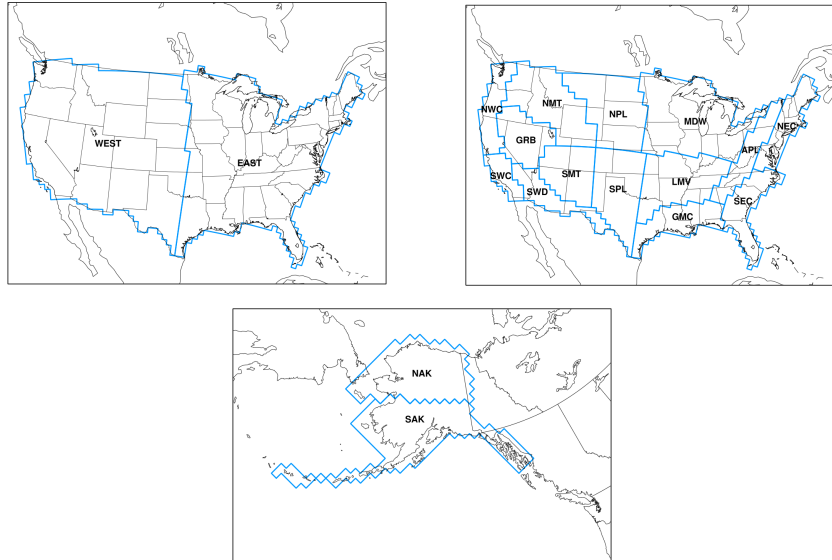 WEST
EAST
NWC
NMT
NPL
MDW
NEC
GRB
APL
SWC
SWD
SMT
SPL
LMV
SEC
GMC
NAK
SAK